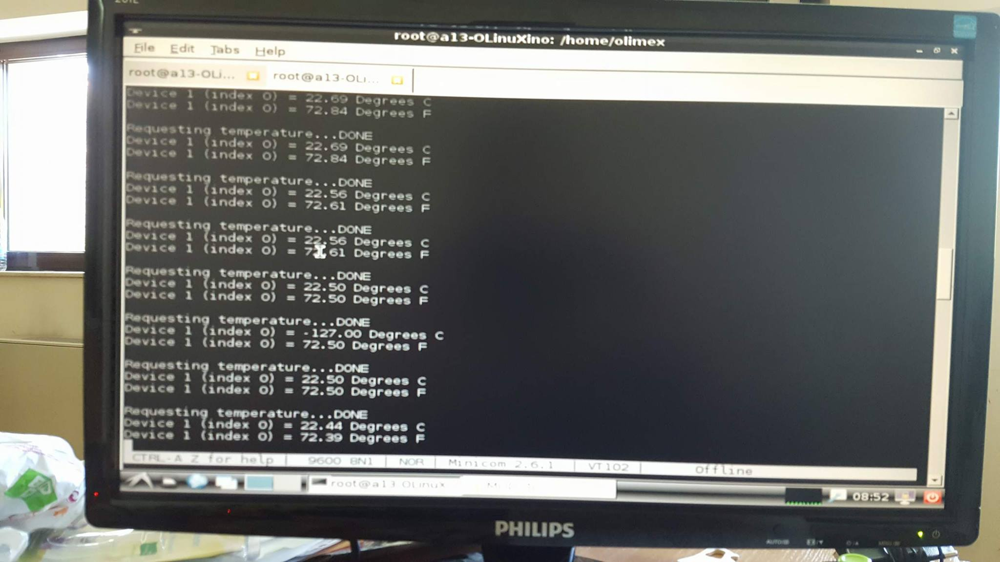 root@a13-OLinuXino: /home/olimex
File Edit Tabs Help
root@a13-OLi... root@a13-OLi...
Device 1 (index 0) = 22.69 Degrees C
Device 1 (index 0) = 72.84 Degrees F
Requesting temperature...DONE
Device 1 (index 0) = 22.69 Degrees C
Device 1 (index 0) = 72.84 Degrees F
Requesting temperature...DONE
Device 1 (index 0) = 22.56 Degrees C
Device 1 (index 0) = 72.61 Degrees F
Requesting temperature...DONE
Device 1 (index 0) = 22.56 Degrees C
Device 1 (index 0) = 72.61 Degrees F
Requesting temperature...DONE
Device 1 (index 0) = 22.50 Degrees C
Device 1 (index 0) = 72.50 Degrees F
Requesting temperature...DONE
Device 1 (index 0) = -127.00 Degrees C
Device 1 (index 0) = 72.50 Degrees F
Requesting temperature...DONE
Device 1 (index 0) = 22.50 Degrees C
Device 1 (index 0) = 72.50 Degrees F
Requesting temperature...DONE
Device 1 (index 0) = 22.44 Degrees C
Device 1 (index 0) = 72.39 Degrees F
CTRL-A Z for help | 9600 8N1 | NOR | Minicom 2.6.1 | VT102 | Offline
root@a13 OLinux
08:52
PHILIPS